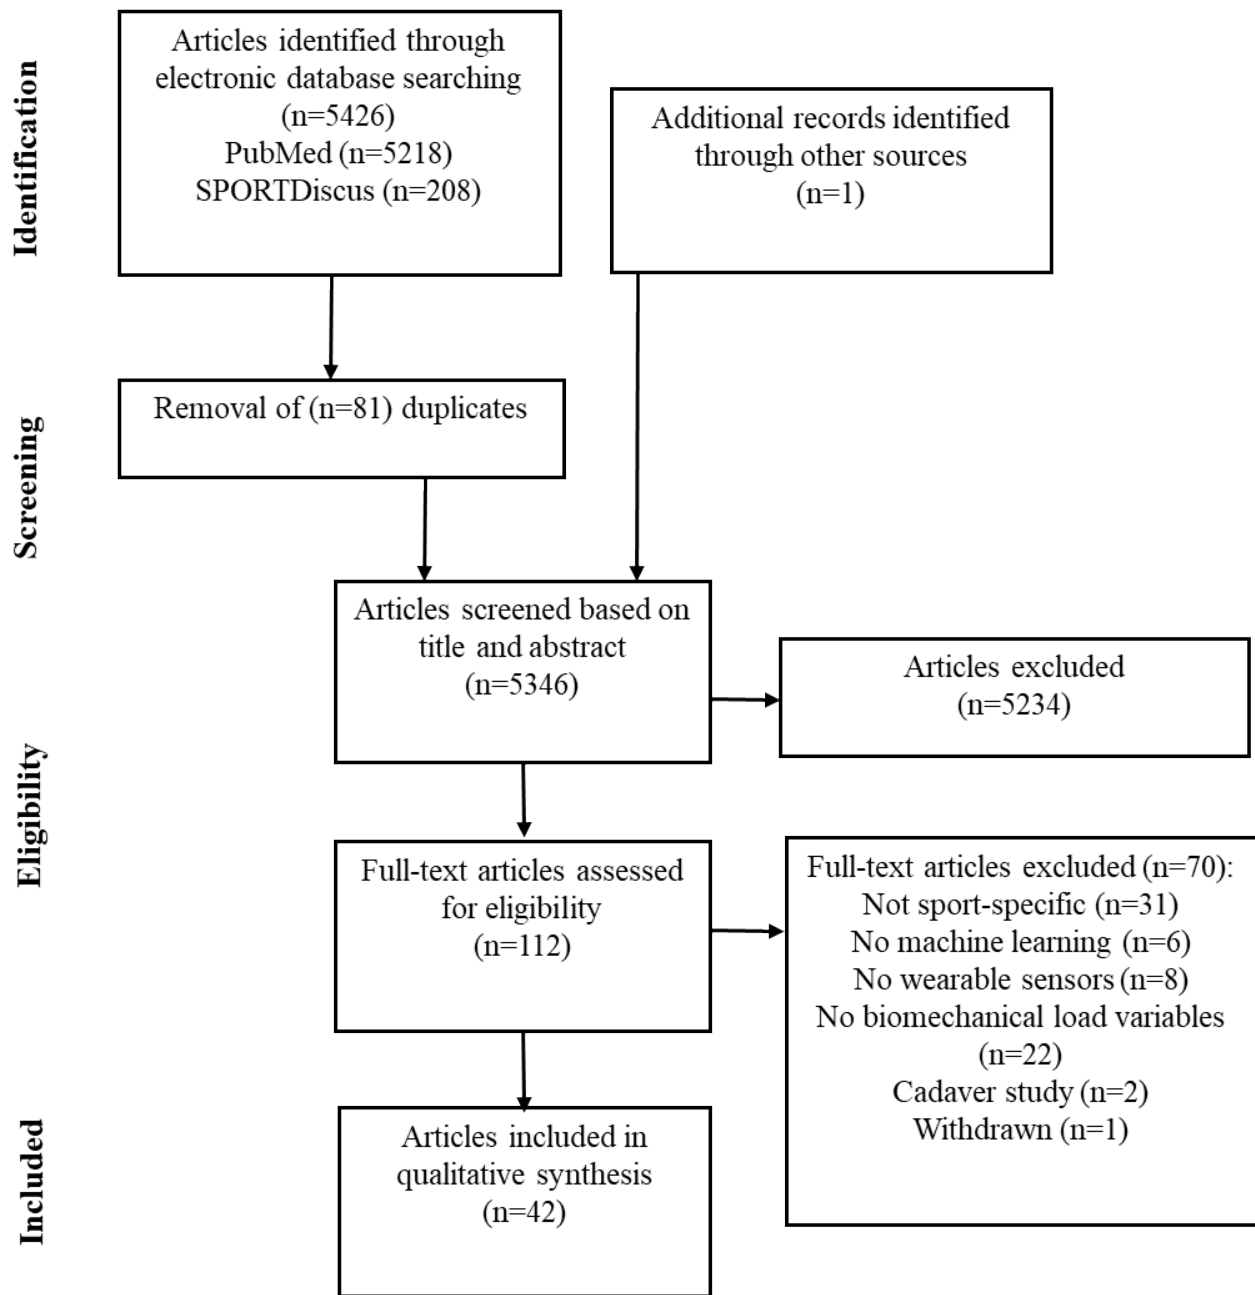 Identification
Articles identified through
electronic database searching
(n=5426)
PubMed (n=5218)
SPORTDiscus (n=208)
Additional records identified
through other sources
(n=1)
Screening
Removal of (n=81) duplicates
Articles screened based on
title and abstract
(n=5346)
Articles excluded
(n=5234)
Eligibility
Full-text articles assessed
for eligibility
(n=112)
Full-text articles excluded (n=70):
Not sport-specific (n=31)
No machine learning (n=6)
No wearable sensors (n=8)
No biomechanical load variables
(n=22)
Cadaver study (n=2)
Withdrawn (n=1)
Included
Articles included in
qualitative synthesis
(n=42)